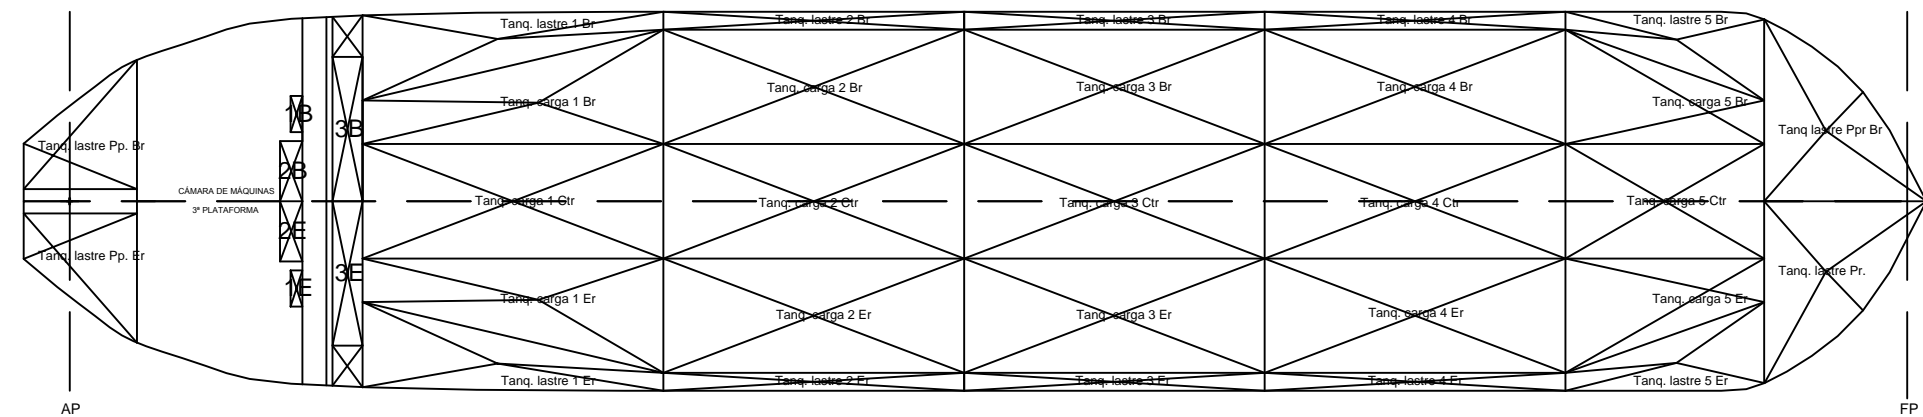 Tanq. lastre 1 Br
Tanq. lastre 2 Br
Tanq. lastre 3 Br
Tanq. lastre 4 Br
Tanq. lastre 5 Br
Tanq. carga 1 Br
Tanq. carga 2 Br
Tanq. carga 3 Br
Tanq. carga 4 Br
Tanq. carga 5 Br
1B
3B
Tanq. lastre Pp. Br
Tanq lastre Ppr Br
2B
CÁMARA DE MÁQUINAS
3ª PLATAFORMA
Tanq. carga 1 Ctr
Tanq. carga 2 Ctr
Tanq. carga 3 Ctr
Tanq. carga 4 Ctr
Tanq. carga 5 Ctr
2E
Tanq. lastre Pp. Er
3E
Tanq. lastre Pr.
1E
Tanq. carga 1 Er
Tanq. carga 2 Er
Tanq. carga 3 Er
Tanq. carga 4 Er
Tanq. carga 5 Er
Tanq. lastre 1 Er
Tanq. lastre 2 Er
Tanq. lastre 3 Er
Tanq. lastre 4 Er
Tanq. lastre 5 Er
AP
FP